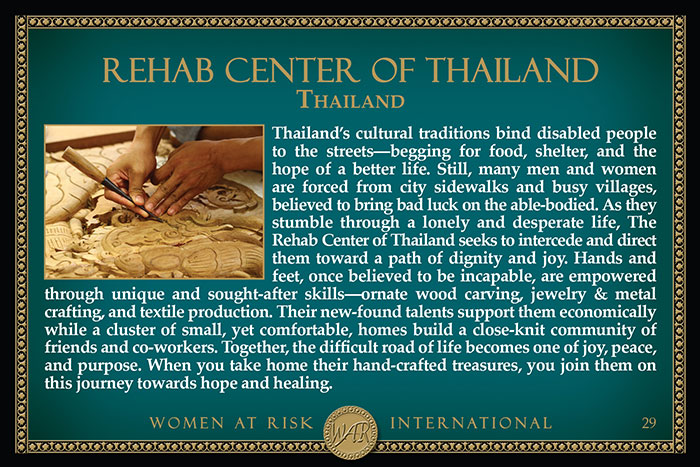 REHAB CENTER OF THAILAND
THAILAND
Thailand's cultural traditions bind disabled people
to the streets—begging for food, shelter, and the
hope of a better life. Still, many men and women
are forced from city sidewalks and busy villages,
believed to bring bad luck on the able-bodied. As they
stumble through a lonely and desperate life, The
Rehab Center of Thailand seeks to intercede and direct
them toward a path of dignity and joy. Hands and
feet, once believed to be incapable, are empowered
through unique and sought-after skills—ornate wood carving, jewelry & metal
crafting, and textile production. Their new-found talents support them economically
while a cluster of small, yet comfortable, homes build a close-knit community of
friends and co-workers. Together, the difficult road of life becomes one of joy, peace,
and purpose. When you take home their hand-crafted treasures, you join them on
this journey towards hope and healing.
WOMEN AT RISK WAR INTERNATIONAL 29